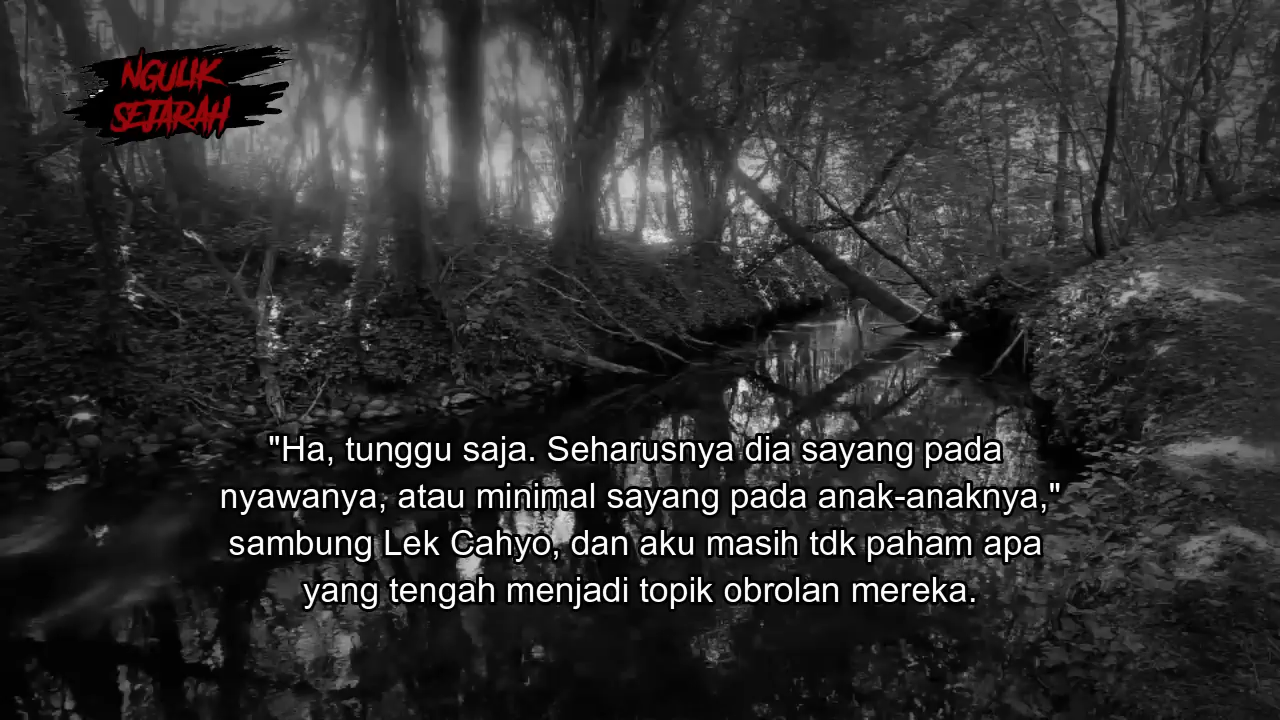 NGULIK
SEJARAH
"Ha, tunggu saja. Seharusnya dia sayang pada
nyawanya, atau minimal sayang pada anak-anaknya,"
sambung Lek Cahyo, dan aku masih tdk paham apa
yang tengah menjadi topik obrolan mereka.